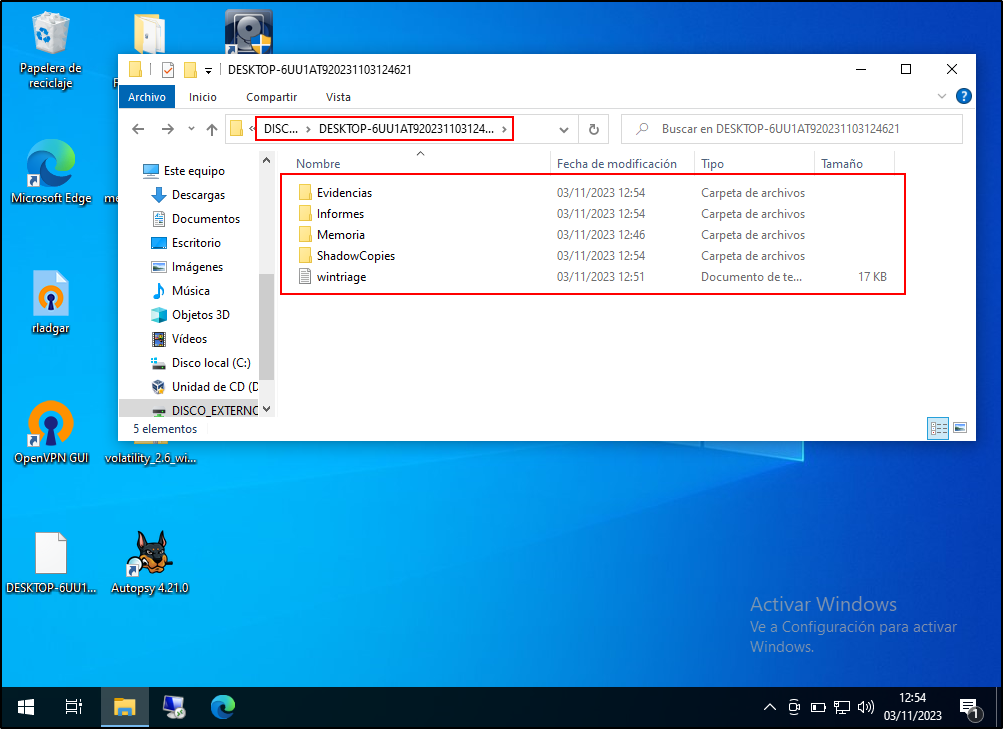 Papelera de
reciclaje
Microsoft Edge
rladgar
OpenVPN GUI
volatility_2.6_wi...
DESKTOP-6UU1...
Autopsy 4.21.0
DESKTOP-6UU1AT920231103124621
Archivo
Inicio
Compartir
Vista
DISC... › DESKTOP-6UU1AT920231103124... ›
Buscar en DESKTOP-6UU1AT920231103124621
Este equipo
Descargas
Documentos
Escritorio
Imágenes
Música
Objetos 3D
Vídeos
Disco local (C:)
Unidad de CD (D
DISCO_EXTERNO
Nombre Fecha de modificación Tipo Tamaño
Evidencias 03/11/2023 12:54 Carpeta de archivos
Informes 03/11/2023 12:54 Carpeta de archivos
Memoria 03/11/2023 12:46 Carpeta de archivos
ShadowCopies 03/11/2023 12:54 Carpeta de archivos
wintriage 03/11/2023 12:51 Documento de te... 17 KB
5 elementos
Activar Windows
Ve a Configuración para activar
Windows.
12:54
03/11/2023
1